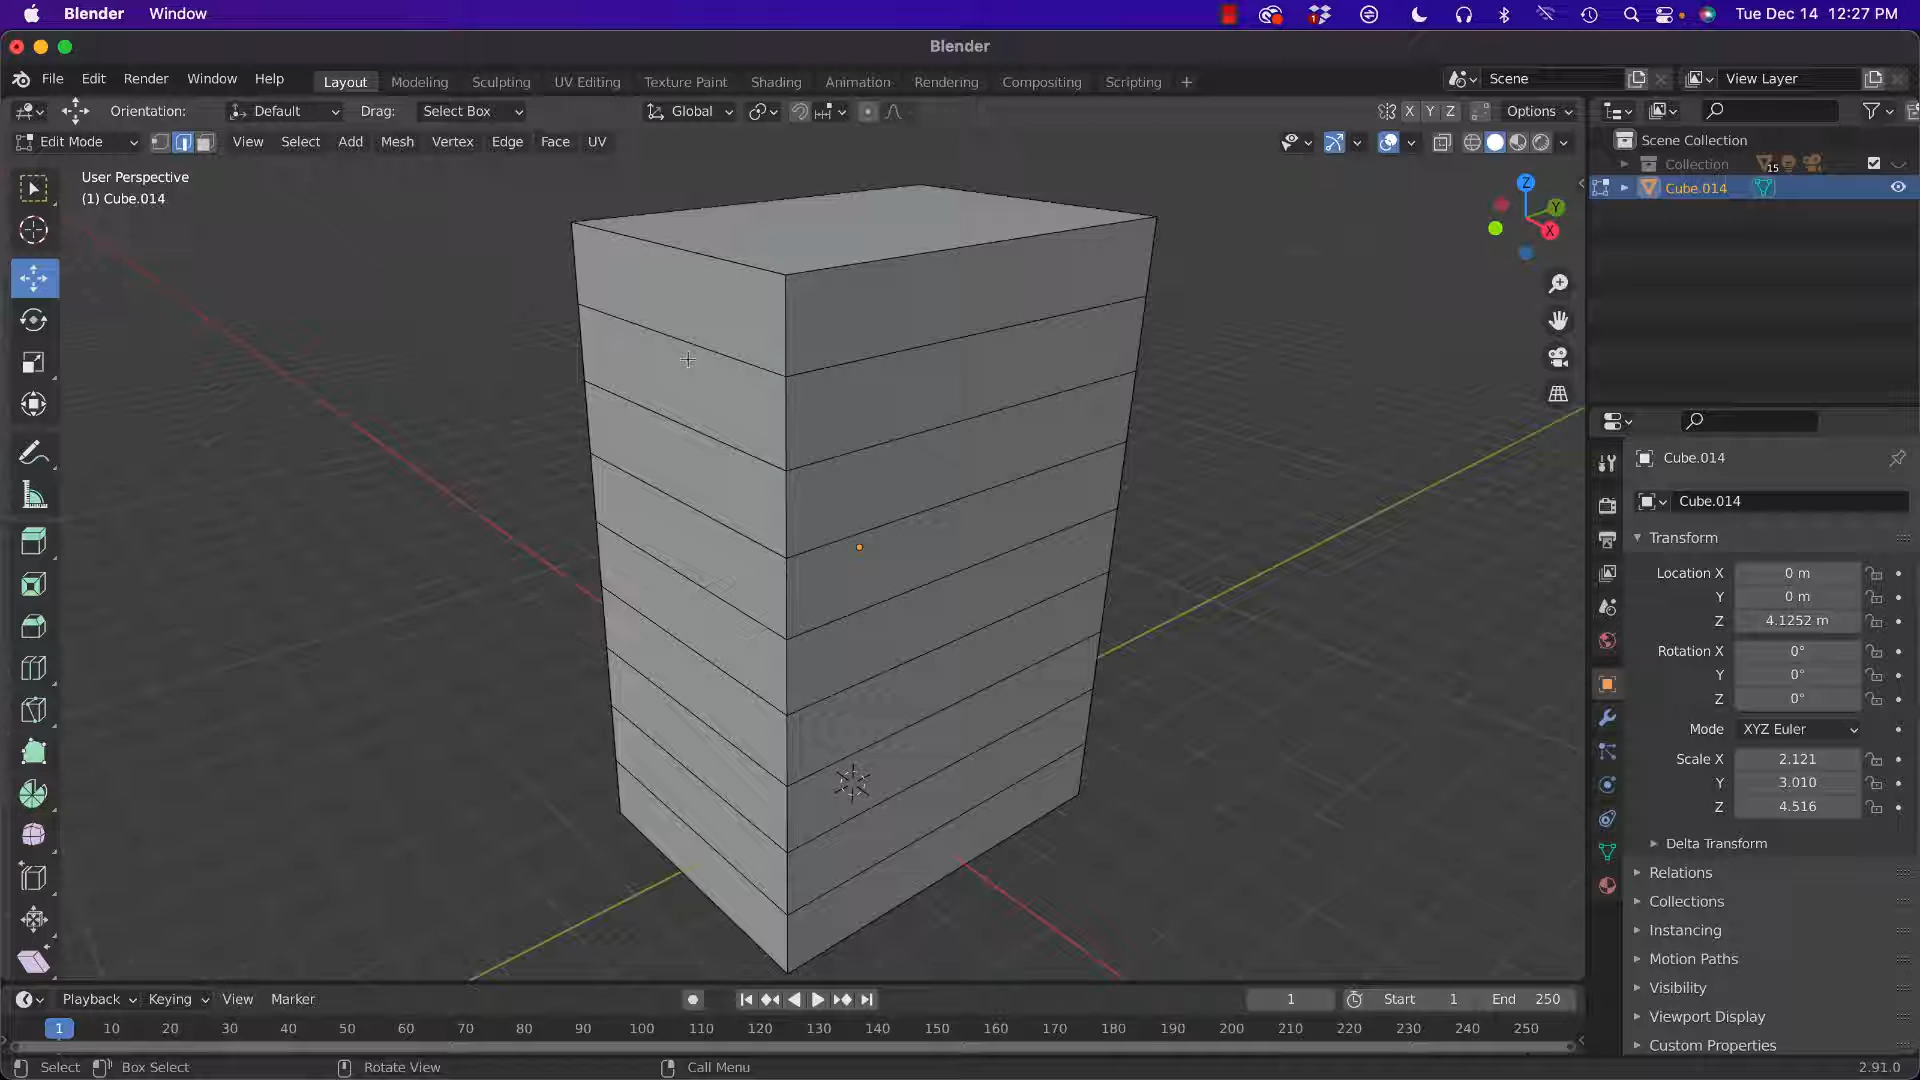 Blender Window Tue Dec 14 12:27 PM
Blender
File Edit Render Window Help Layout Modeling Sculpting UV Editing Texture Paint Shading Animation Rendering Compositing Scripting + Scene View Layer
Orientation: Default Drag: Select Box Global X Y Z Options
Edit Mode View Select Add Mesh Vertex Edge Face UV
Scene Collection
Collection 15
Cube.014
User Perspective
(1) Cube.014
Z
Y
X
Cube.014
Cube.014
Transform
Location X 0 m
Y 0 m
Z 4.1252 m
Rotation X 0°
Y 0°
Z 0°
Mode XYZ Euler
Scale X 2.121
Y 3.010
Z 4.516
Delta Transform
Relations
Collections
Instancing
Motion Paths
Visibility
Viewport Display
Custom Properties
Playback Keying View Marker 1 Start 1 End 250
1 10 20 30 40 50 60 70 80 90 100 110 120 130 140 150 160 170 180 190 200 210 220 230 240 250
Select Box Select Rotate View Call Menu 2.91.0